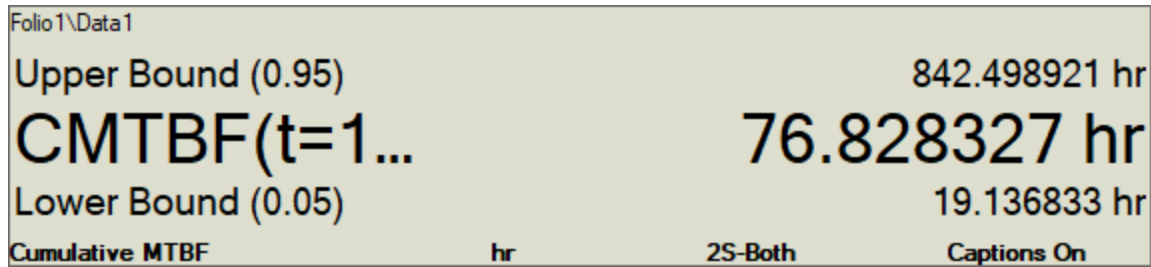 Folio1\Data1
Upper Bound (0.95) 842.498921 hr
CMTBF(t=1... 76.828327 hr
Lower Bound (0.05) 19.136833 hr
Cumulative MTBF hr 2S-Both Captions On